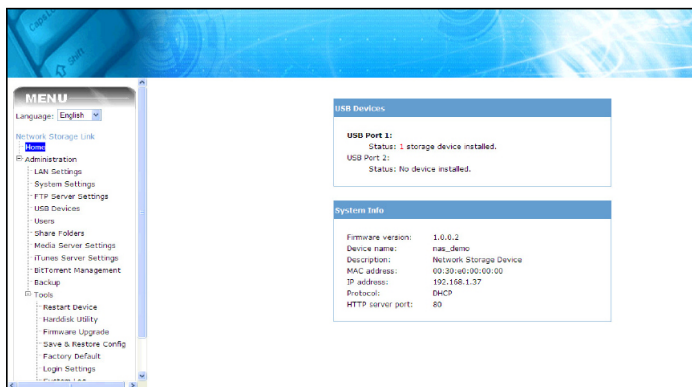 Caps Lock
Shift
MENU
Language: English
Network Storage Link
Home
Administration
LAN Settings
System Settings
FTP Server Settings
USB Devices
Users
Share Folders
Media Server Settings
iTunes Server Settings
BitTorrent Management
Backup
Tools
Restart Device
Harddisk Utility
Firmware Upgrade
Save & Restore Config
Factory Default
Login Settings
System Log
USB Devices
USB Port 1:
Status: 1 storage device installed.
USB Port 2:
Status: No device installed.
System Info
Firmware version: 1.0.0.2
Device name: nas_demo
Description: Network Storage Device
MAC address: 00:30:e0:00:00:00
IP address: 192.168.1.37
Protocol: DHCP
HTTP server port: 80